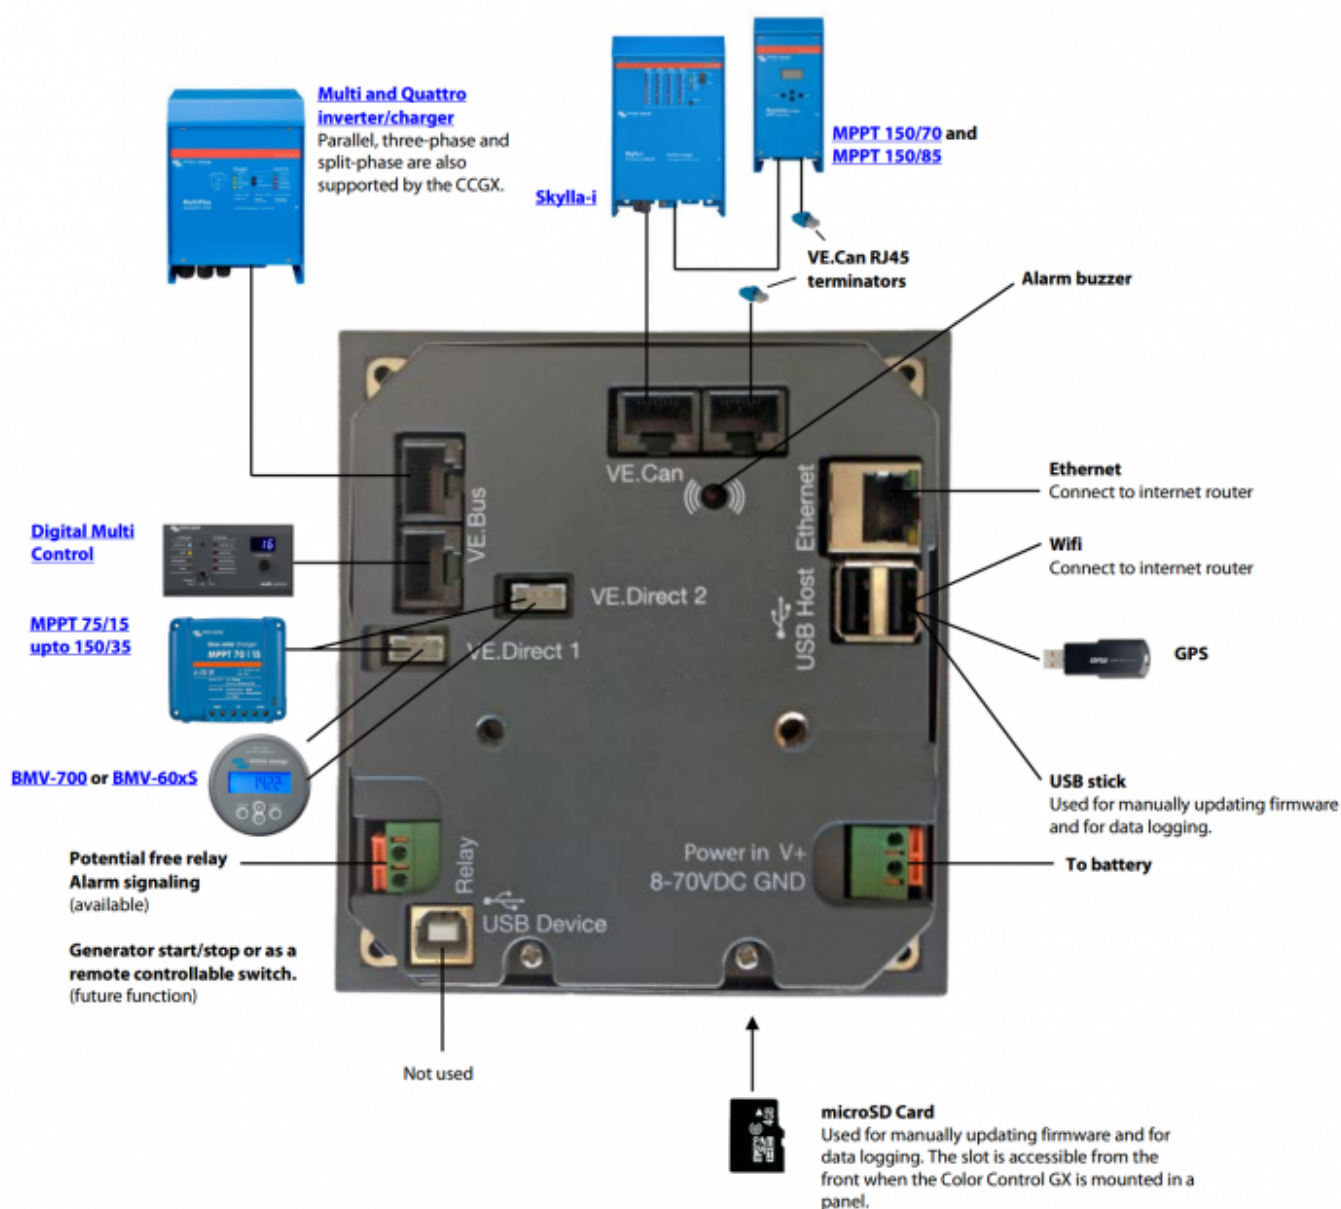 Multi and Quattro
inverter/charger
Parallel, three-phase and
split-phase are also
supported by the CCGX.
Skylla-i
MPPT 150/70 and
MPPT 150/85
VE.Can RJ45
terminators
Alarm buzzer
VE.Can
Ethernet
Ethernet
Connect to internet router
VE.Bus
Wifi
Connect to internet router
Digital Multi
Control
16
VE.Direct 2
USB Host
MPPT 75/15
upto 150/35
MPPT 70 | 15
VE.Direct 1
GPS
BMV-700 or BMV-60xS
USB stick
Used for manually updating firmware
and for data logging.
Potential free relay
Alarm signaling
(available)
Relay
Power in V+
8-70VDC GND
To battery
USB Device
Generator start/stop or as a
remote controllable switch.
(future function)
Not used
4GB
microSD Card
Used for manually updating firmware and for
data logging. The slot is accessible from the
front when the Color Control GX is mounted in a
panel.